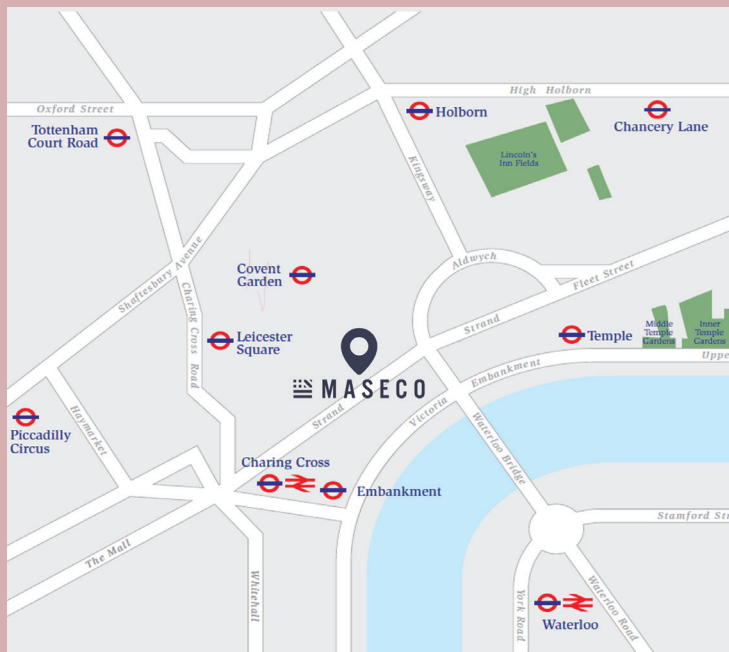 High Holborn
Oxford Street
Holborn
Chancery Lane
Tottenham
Court Road
Lincoln's
Inn Fields
Kingsway
Aldwych
Shaftesbury Avenue
Covent
Garden
Fleet Street
Charing Cross Road
Strand
Temple
Middle
Temple
Gardens
Inner
Temple
Gardens
Leicester
Square
Uppe
Embankment
MASECO
Strand
Victoria
Haymarket
Piccadilly
Circus
Waterloo Bridge
Charing Cross
Embankment
Stamford Str
The Mall
Whitehall
York Road
Waterloo Road
Waterloo